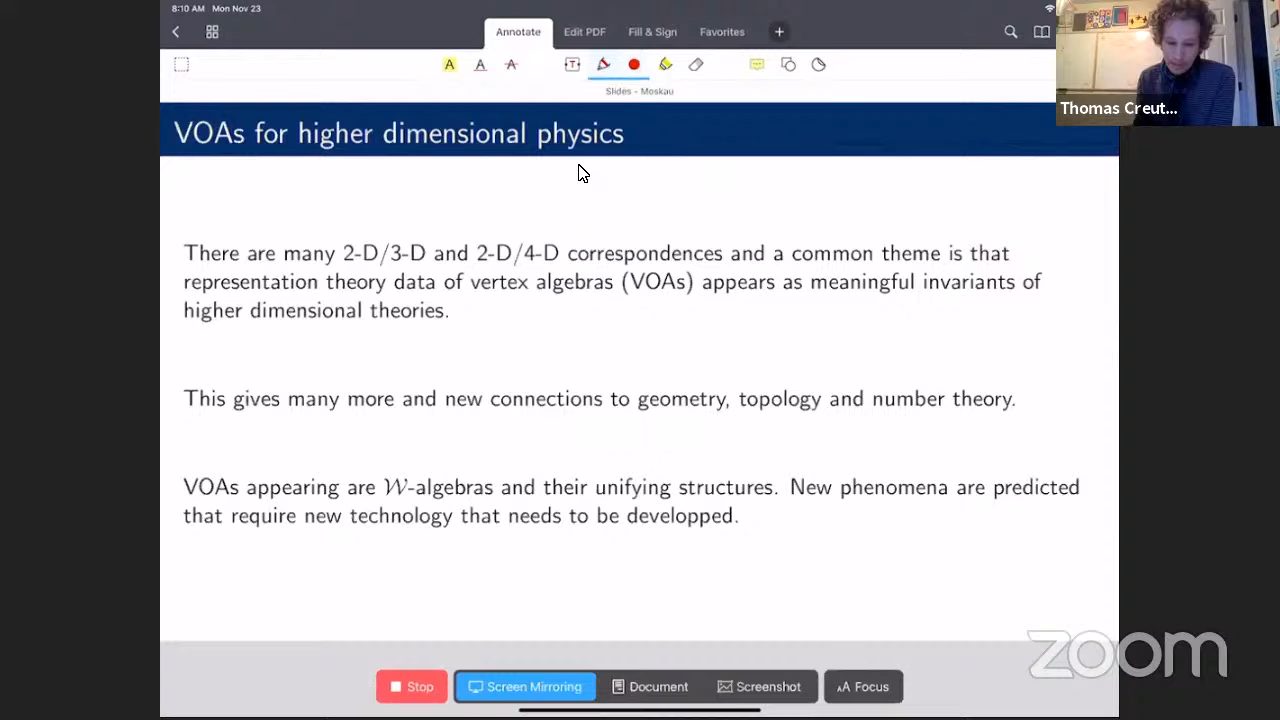 8:10 AM Mon Nov 23
Annotate Edit PDF Fill & Sign Favorites +
A A A T
Slides - Moskau
Thomas Creut...
VOAs for higher dimensional physics
There are many 2-D/3-D and 2-D/4-D correspondences and a common theme is that
representation theory data of vertex algebras (VOAs) appears as meaningful invariants of
higher dimensional theories.
This gives many more and new connections to geometry, topology and number theory.
VOAs appearing are W-algebras and their unifying structures. New phenomena are predicted
that require new technology that needs to be developped.
zoom
Stop Screen Mirroring Document Screenshot AA Focus